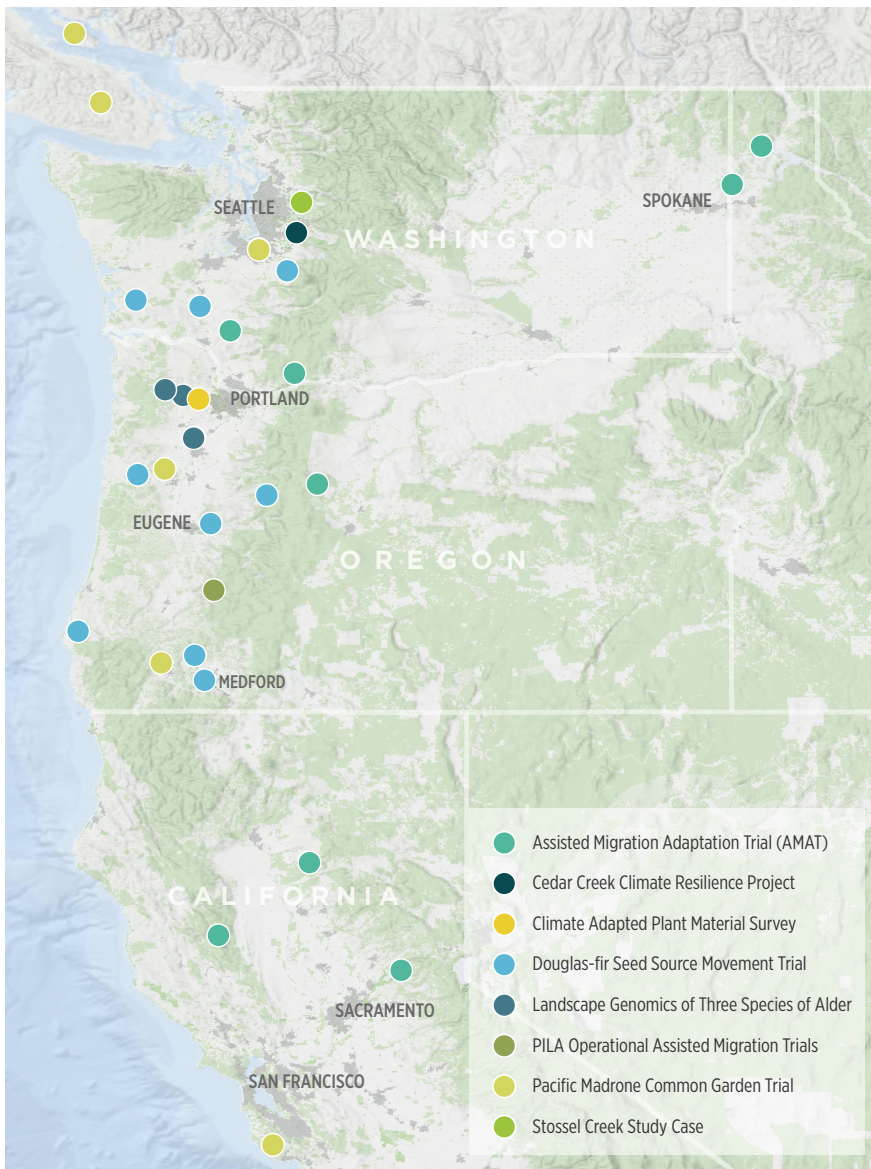 SEATTLE
SPOKANE
WASHINGTON
PORTLAND
EUGENE
OREGON
MEDFORD
CALIFORNIA
SACRAMENTO
SAN FRANCISCO
Assisted Migration Adaptation Trial (AMAT)
Cedar Creek Climate Resilience Project
Climate Adapted Plant Material Survey
Douglas-fir Seed Source Movement Trial
Landscape Genomics of Three Species of Alder
PILA Operational Assisted Migration Trials
Pacific Madrone Common Garden Trial
Stossel Creek Study Case